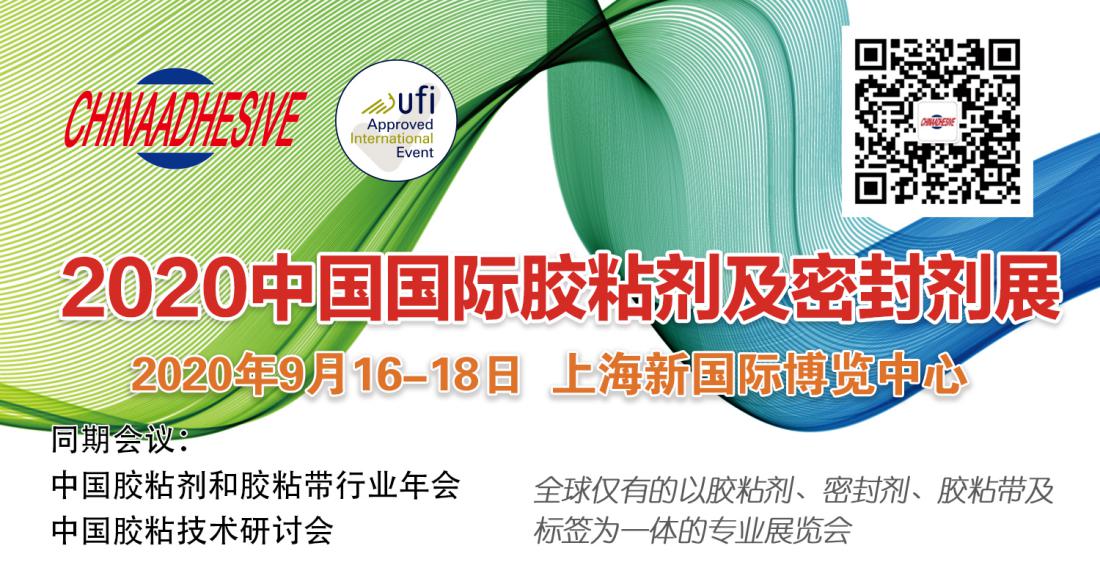 CHINAADHESIVE
ufi
Approved
International
Event
CHINAADHESIVE
2020中国国际胶粘剂及密封剂展
2020年9月16-18日 上海新国际博览中心
同期会议：
中国胶粘剂和胶粘带行业年会
中国胶粘技术研讨会
全球仅有的以胶粘剂、密封剂、胶粘带及
标签为一体的专业展览会